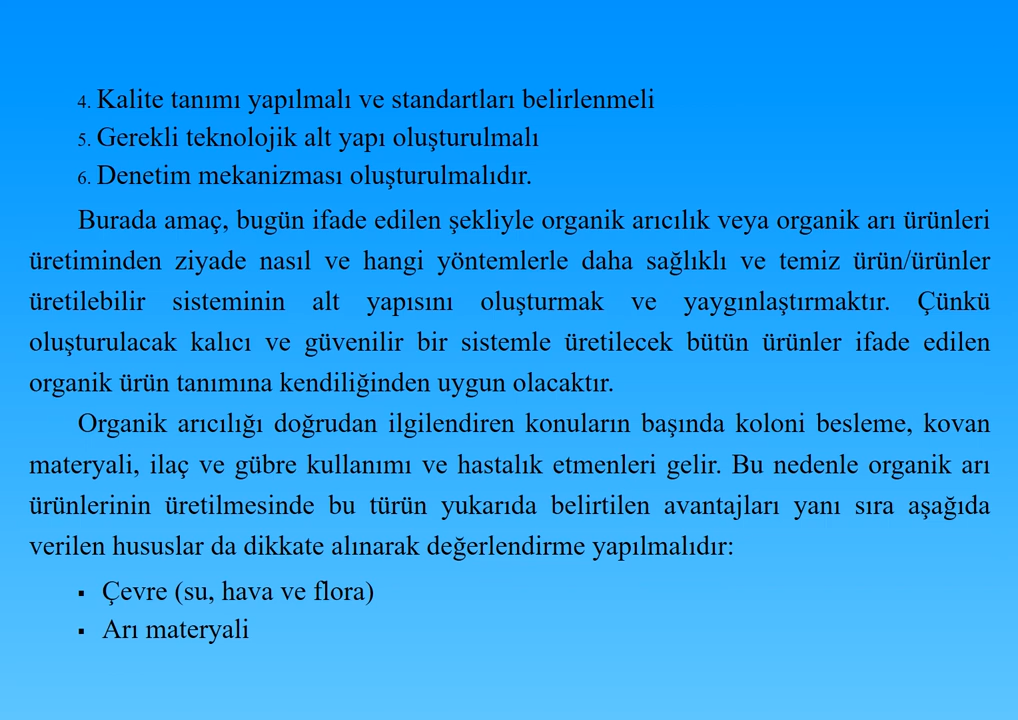 4. Kalite tanımı yapılmalı ve standartları belirlenmeli
5. Gerekli teknolojik alt yapı oluşturulmalı
6. Denetim mekanizması oluşturulmalıdır.
Burada amaç, bugün ifade edilen şekliyle organik arıcılık veya organik arı ürünleri
üretiminden ziyade nasıl ve hangi yöntemlerle daha sağlıklı ve temiz ürün/ürünler
üretilebilir sisteminin alt yapısını oluşturmak ve yaygınlaştırmaktır. Çünkü
oluşturulacak kalıcı ve güvenilir bir sistemle üretilecek bütün ürünler ifade edilen
organik ürün tanımına kendiliğinden uygun olacaktır.
Organik arıcılığı doğrudan ilgilendiren konuların başında koloni besleme, kovan
materyali, ilaç ve gübre kullanımı ve hastalık etmenleri gelir. Bu nedenle organik arı
ürünlerinin üretilmesinde bu türün yukarıda belirtilen avantajları yanı sıra aşağıda
verilen hususlar da dikkate alınarak değerlendirme yapılmalıdır:
▪ Çevre (su, hava ve flora)
▪ Arı materyali